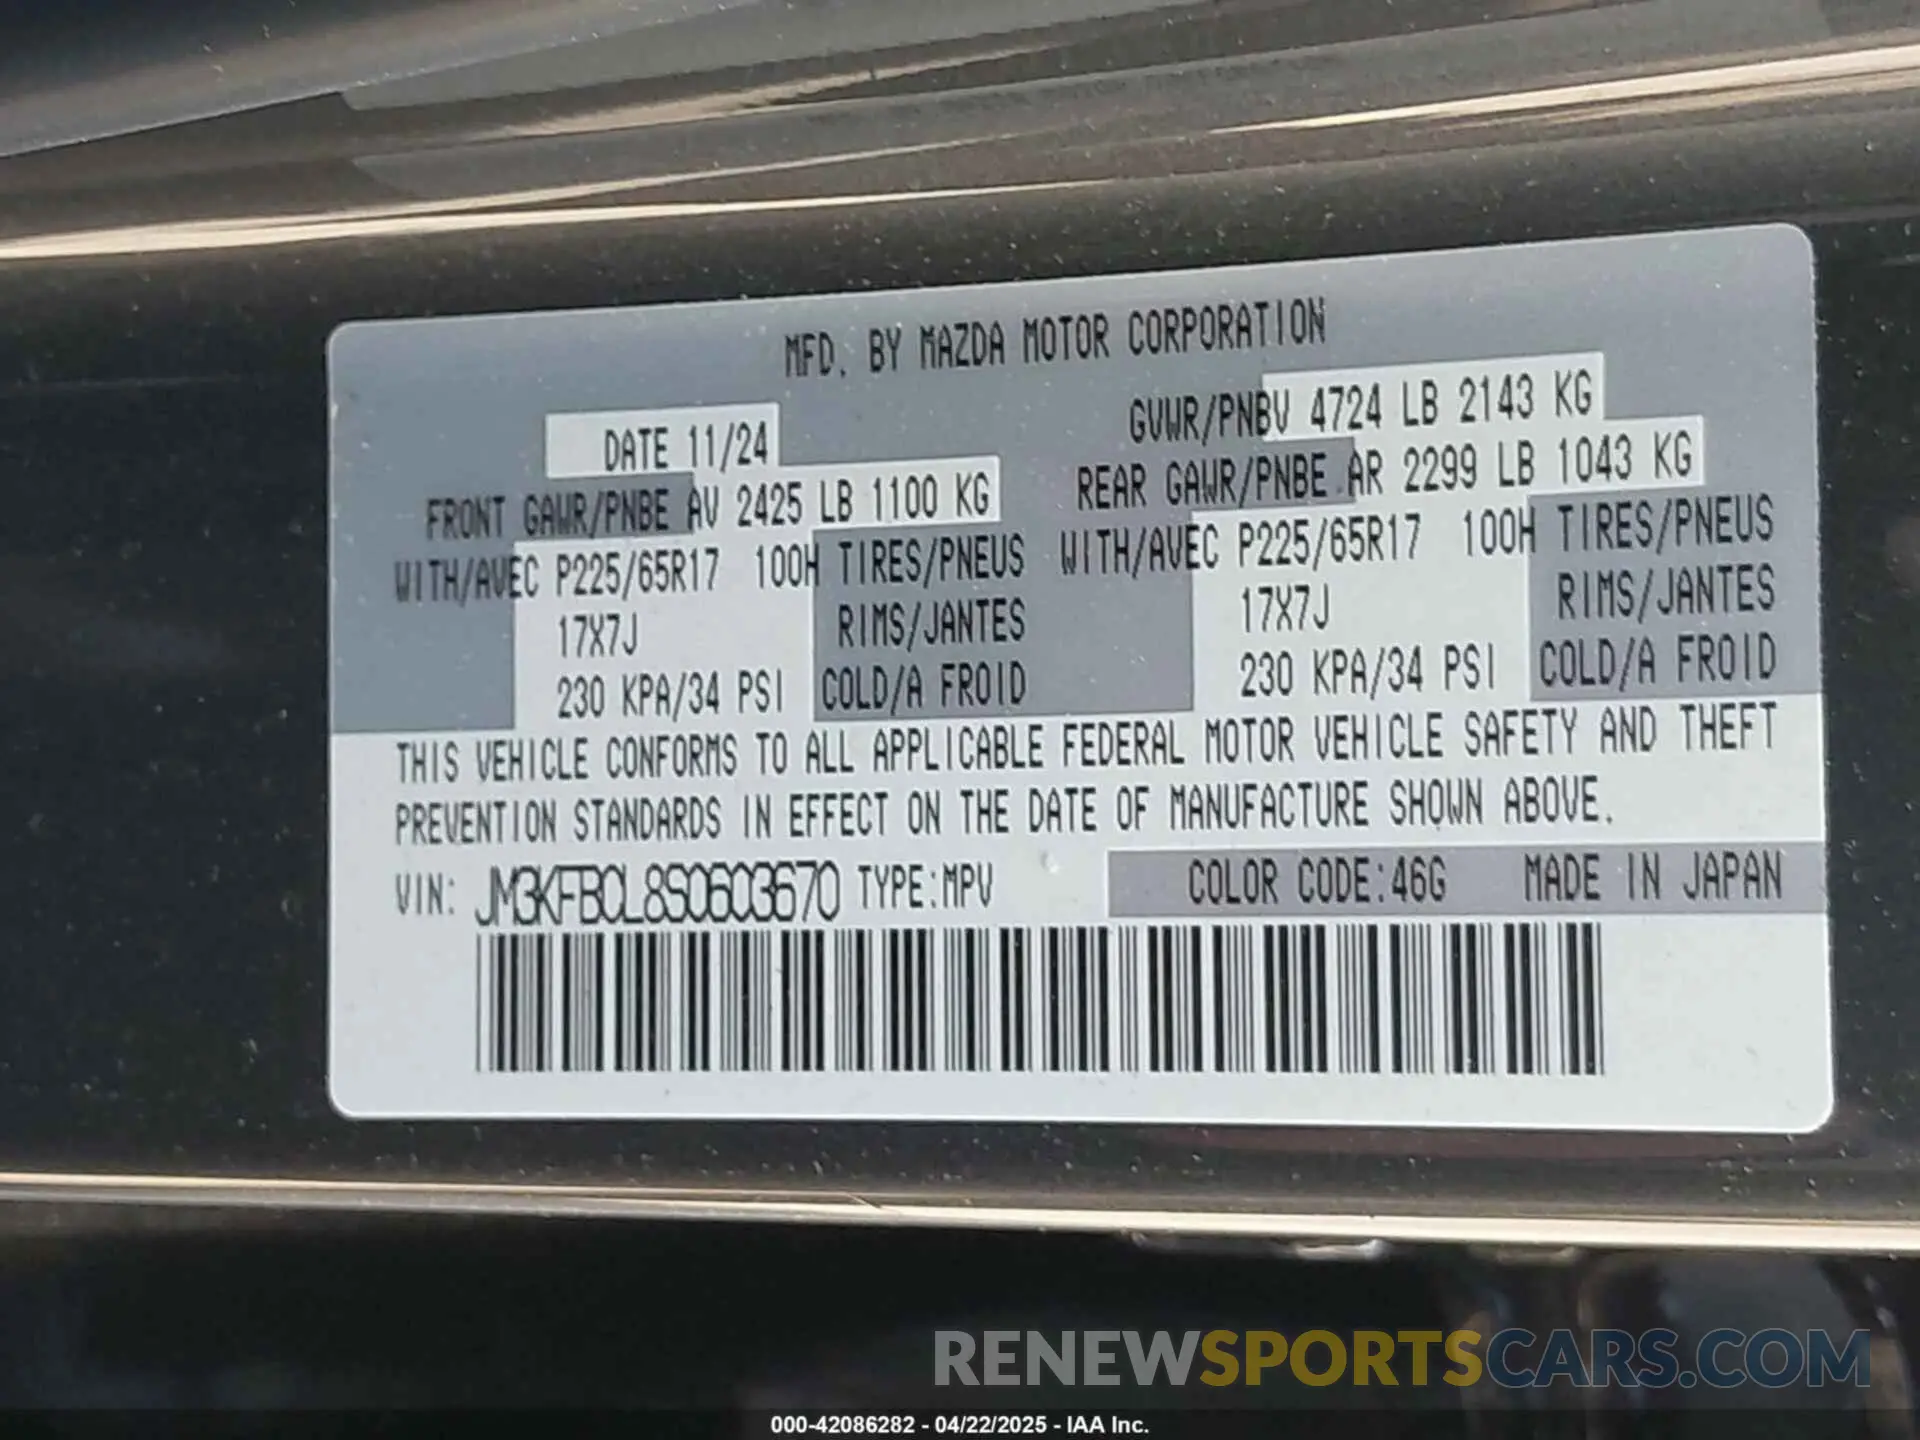 MFD. BY MAZDA MOTOR CORPORATION
DATE 11/24 GVWR/PNBV 4724 LB 2143 KG
FRONT GAWR/PNBE AV 2425 LB 1100 KG REAR GAWR/PNBE AR 2299 LB 1043 KG
WITH/AVEC P225/65R17 100H TIRES/PNEUS WITH/AVEC P225/65R17 100H TIRES/PNEUS
17X7J RIMS/JANTES 17X7J RIMS/JANTES
230 KPA/34 PSI COLD/A FROID 230 KPA/34 PSI COLD/A FROID
THIS VEHICLE CONFORMS TO ALL APPLICABLE FEDERAL MOTOR VEHICLE SAFETY AND THEFT
PREVENTION STANDARDS IN EFFECT ON THE DATE OF MANUFACTURE SHOWN ABOVE.
VIN: JM3KFB0L8S0603670 TYPE:MPV COLOR CODE:46G MADE IN JAPAN
RENEWSPORTSCARS.COM
000-42086282 - 04/22/2025 - IAA Inc.